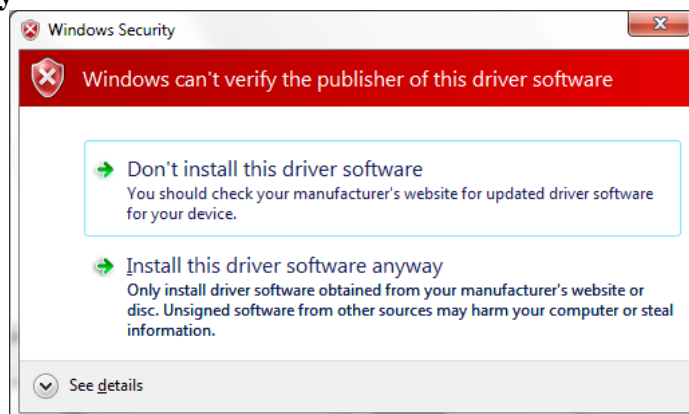 y
Windows Security
Windows can't verify the publisher of this driver software
Don't install this driver software
You should check your manufacturer's website for updated driver software
for your device.
Install this driver software anyway
Only install driver software obtained from your manufacturer's website or
disc. Unsigned software from other sources may harm your computer or steal
information.
See details